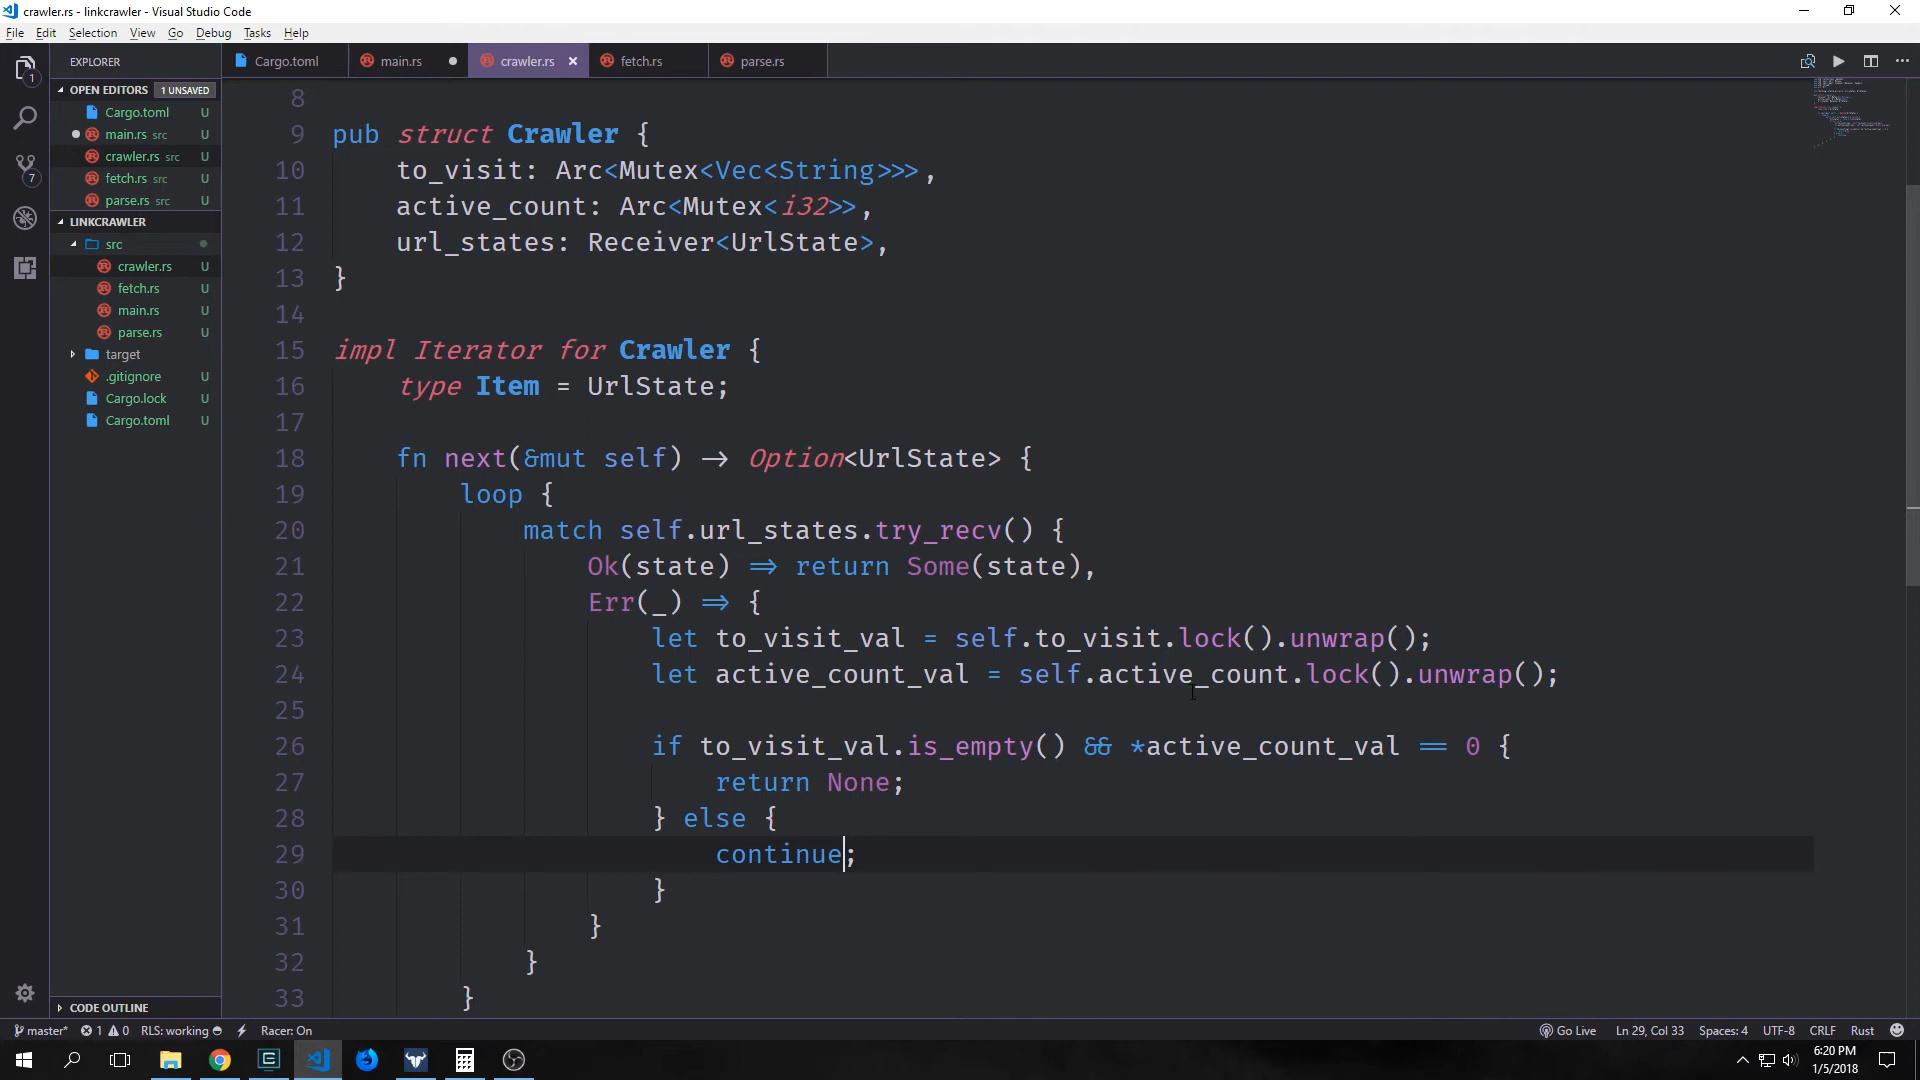 crawler.rs - linkcrawler - Visual Studio Code
File Edit Selection View Go Debug Tasks Help
EXPLORER
Cargo.toml main.rs crawler.rs fetch.rs parse.rs
OPEN EDITORS 1 UNSAVED
Cargo.toml U
main.rs src U
crawler.rs src U
fetch.rs src U
parse.rs src U
LINKCRAWLER
src
crawler.rs U
fetch.rs U
main.rs U
parse.rs U
target
.gitignore U
Cargo.lock U
Cargo.toml U
CODE OUTLINE
1
7
8
9 pub struct Crawler {
10 to_visit: Arc<Mutex<Vec<String>>>,
11 active_count: Arc<Mutex<i32>>,
12 url_states: Receiver<UrlState>,
13 }
14
15 impl Iterator for Crawler {
16 type Item = UrlState;
17
18 fn next(&mut self) -> Option<UrlState> {
19 loop {
20 match self.url_states.try_recv() {
21 Ok(state) => return Some(state),
22 Err(_) => {
23 let to_visit_val = self.to_visit.lock().unwrap();
24 let active_count_val = self.active_count.lock().unwrap();
25
26 if to_visit_val.is_empty() && *active_count_val == 0 {
27 return None;
28 } else {
29 continue;
30 }
31 }
32 }
33 }
master* 1 0 RLS: working Racer: On Go Live Ln 29, Col 33 Spaces: 4 UTF-8 CRLF Rust
6:20 PM
1/5/2018